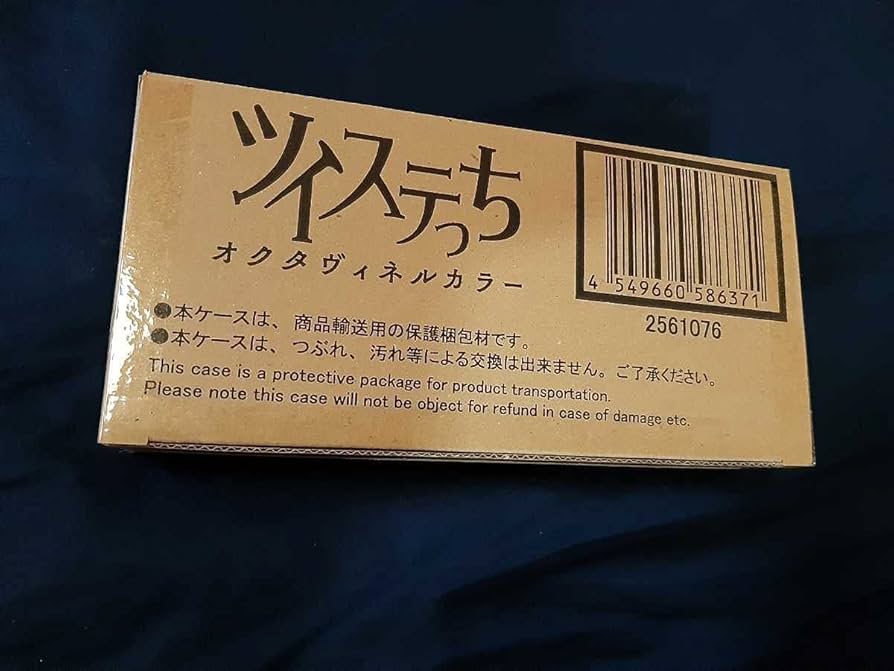 ツイステっち
オクタヴィネルカラー
4 549660 586371
2561076
●本ケースは、商品輸送用の保護梱包材です。
●本ケースは、つぶれ、汚れ等による交換は出来ません。ご了承ください。
This case is a protective package for product transportation.
Please note this case will not be object for refund in case of damage etc.